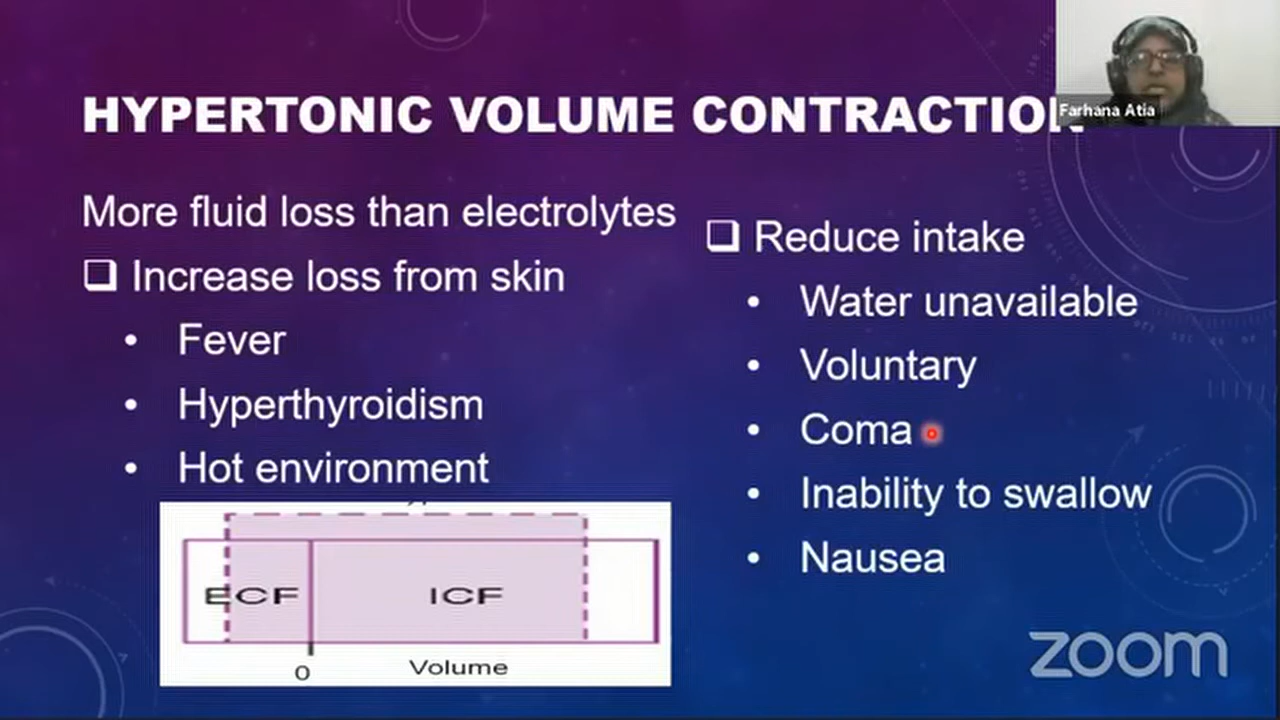 HYPERTONIC VOLUME CONTRACTION
Farhana Atia
More fluid loss than electrolytes
❑ Increase loss from skin
• Fever
• Hyperthyroidism
• Hot environment
ECF
ICF
0
Volume
❑ Reduce intake
• Water unavailable
• Voluntary
• Coma
• Inability to swallow
• Nausea
zoom